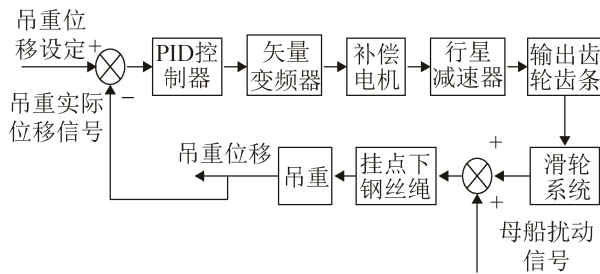 吊重位
移设定
+
PID控
制器
矢量
变频器
补偿
电机
行星
减速器
输出齿
轮齿条
−
吊重实际
位移信号
吊重位移
吊重
挂点下
钢丝绳
+
+
滑轮
系统
母船扰动
信号